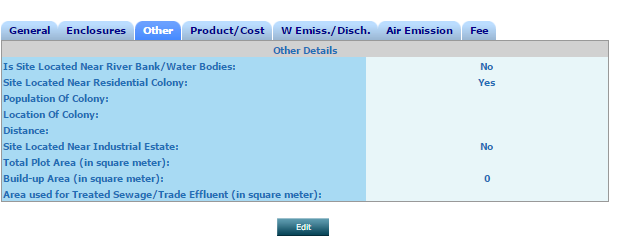 General Enclosures Other Product/Cost W Emiss./Disch. Air Emission Fee
Other Details
Is Site Located Near River Bank/Water Bodies: No
Site Located Near Residential Colony: Yes
Population Of Colony:
Location Of Colony:
Distance:
Site Located Near Industrial Estate: No
Total Plot Area (in square meter):
Build-up Area (in square meter): 0
Area used for Treated Sewage/Trade Effluent (in square meter):
Edit